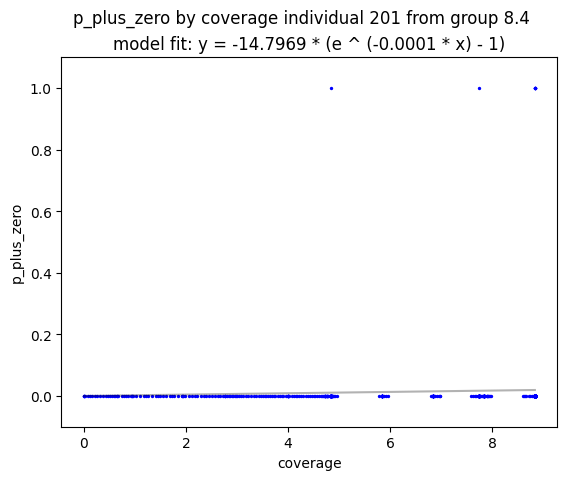 p_plus_zero by coverage individual 201 from group 8.4
model fit: y = -14.7969 * (e ^ (-0.0001 * x) - 1)
1.0
0.8
0.6
0.4
0.2
0.0
p_plus_zero
0 2 4 6 8
coverage